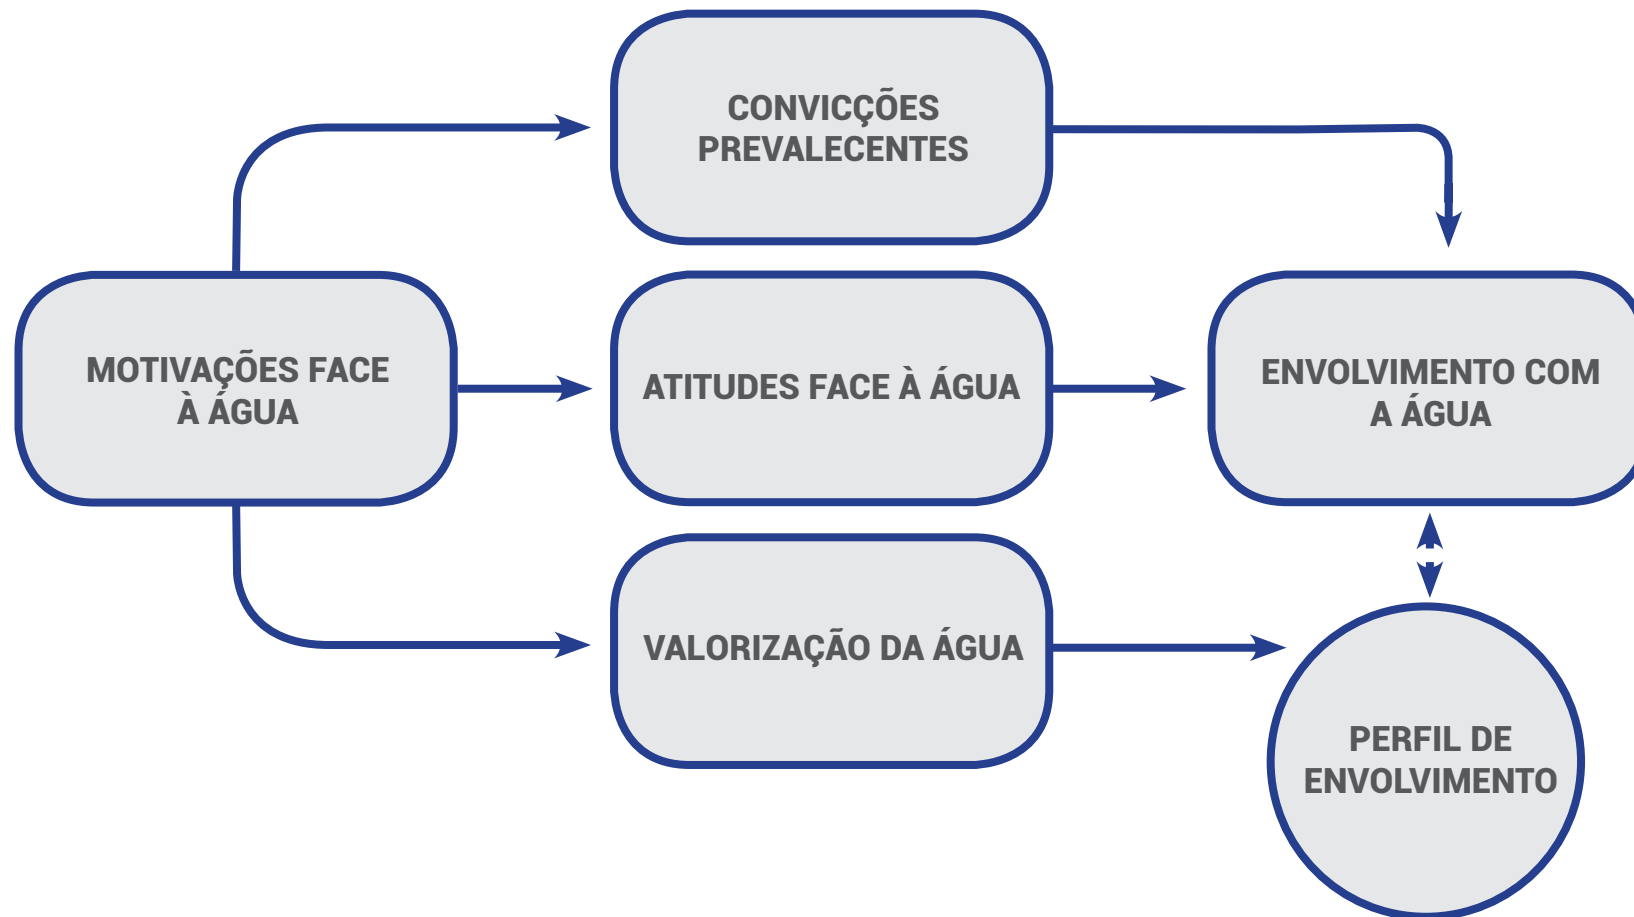 CONVICÇÕES
PREVALECENTES
MOTIVAÇÕES FACE
À ÁGUA
ATITUDES FACE À ÁGUA
ENVOLVIMENTO COM
A ÁGUA
VALORIZAÇÃO DA ÁGUA
PERFIL DE
ENVOLVIMENTO